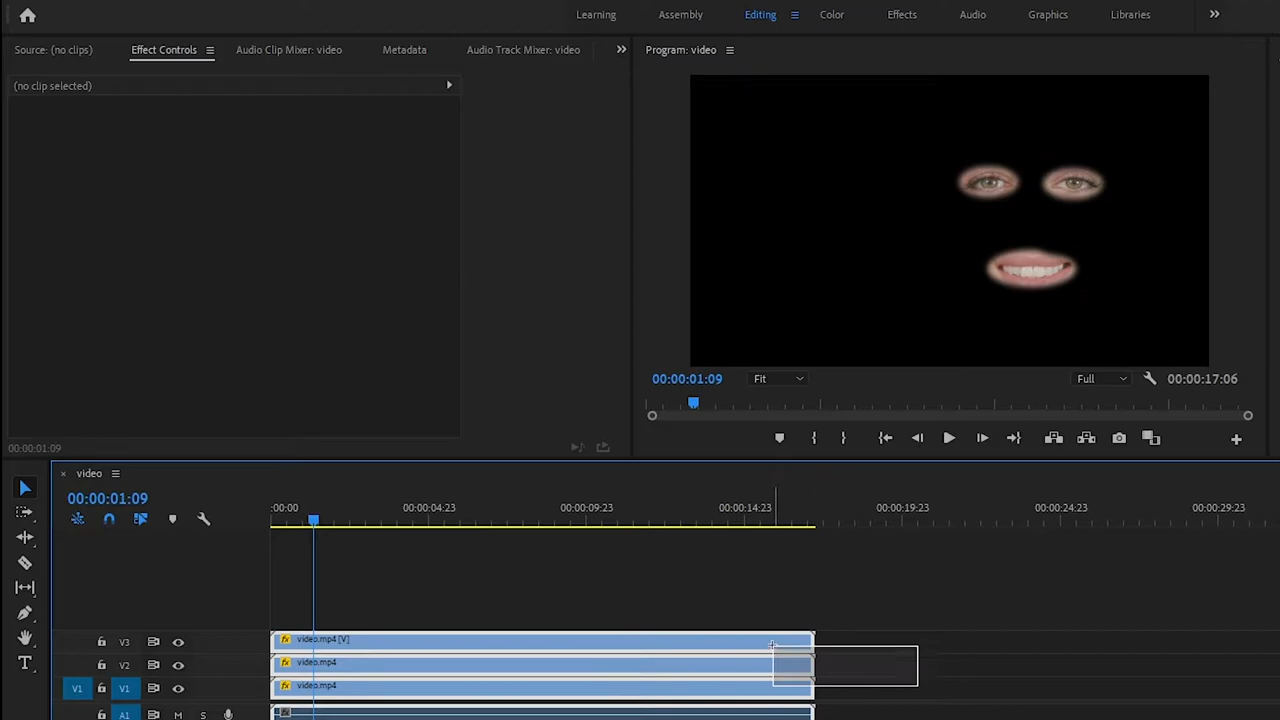 Learning Assembly Editing Color Effects Audio Graphics Libraries
Source: (no clips) Effect Controls Audio Clip Mixer: video Metadata Audio Track Mixer: video Program: video
(no clip selected)
00:00:01:09 Fit Full 00:00:17:06
00:00:01:09
video
00:00:01:09
:00:00 00:00:04:23 00:00:09:23 00:00:14:23 00:00:19:23 00:00:24:23 00:00:29:23
V3 fx video.mp4 [V]
V2 fx video.mp4
V1 V1 fx video.mp4
A1 M S fx